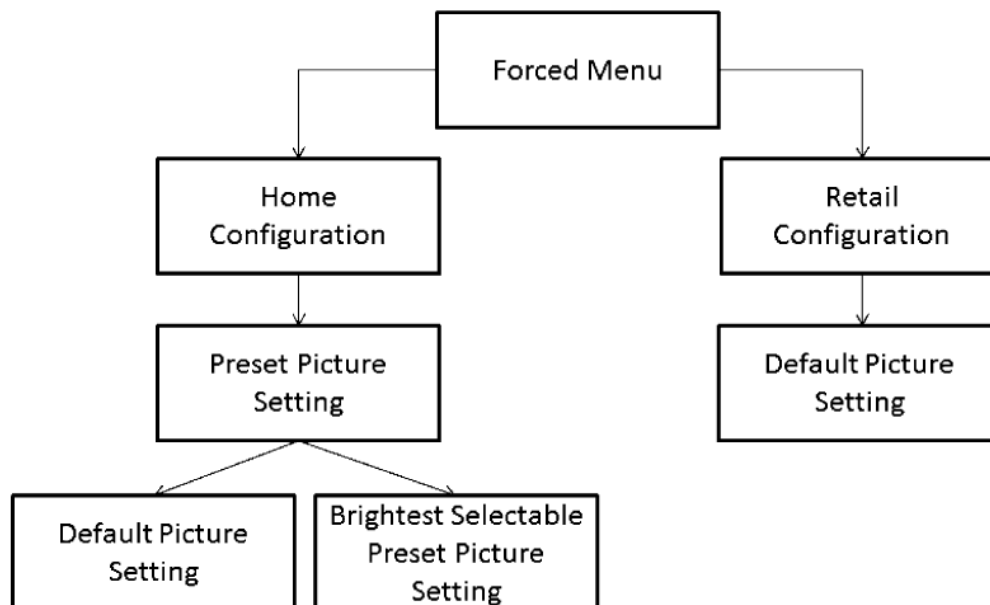 Forced Menu
Home
Configuration
Retail
Configuration
Preset Picture
Setting
Default Picture
Setting
Default Picture
Setting
Brightest Selectable
Preset Picture
Setting